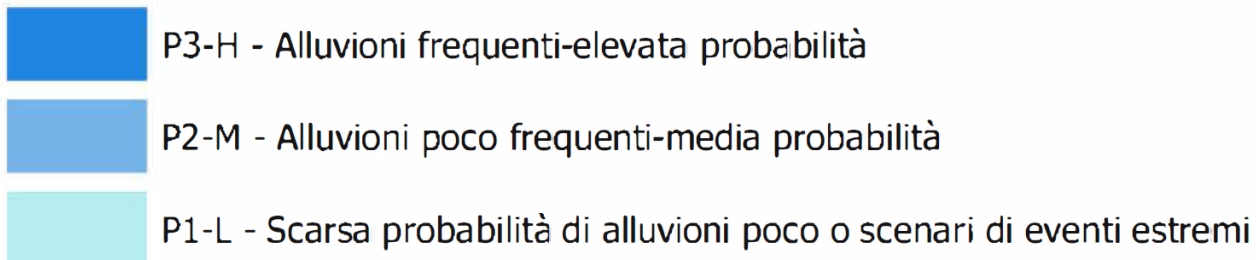 P3-H - Alluvioni frequenti-elevata probabilità
P2-M - Alluvioni poco frequenti-media probabilità
P1-L - Scarsa probabilità di alluvioni poco o scenari di eventi estremi